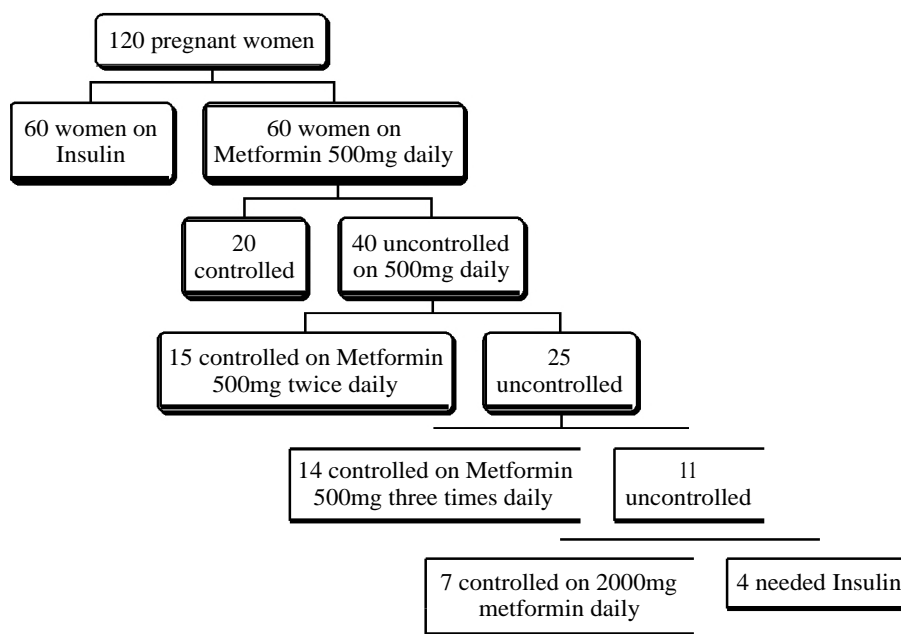 120 pregnant women
60 women on
Insulin
60 women on
Metformin 500mg daily
20
controlled
40 uncontrolled
on 500mg daily
15 controlled on Metformin
500mg twice daily
25
uncontrolled
14 controlled on Metformin
500mg three times daily
11
uncontrolled
7 controlled on 2000mg
metformin daily
4 needed Insulin